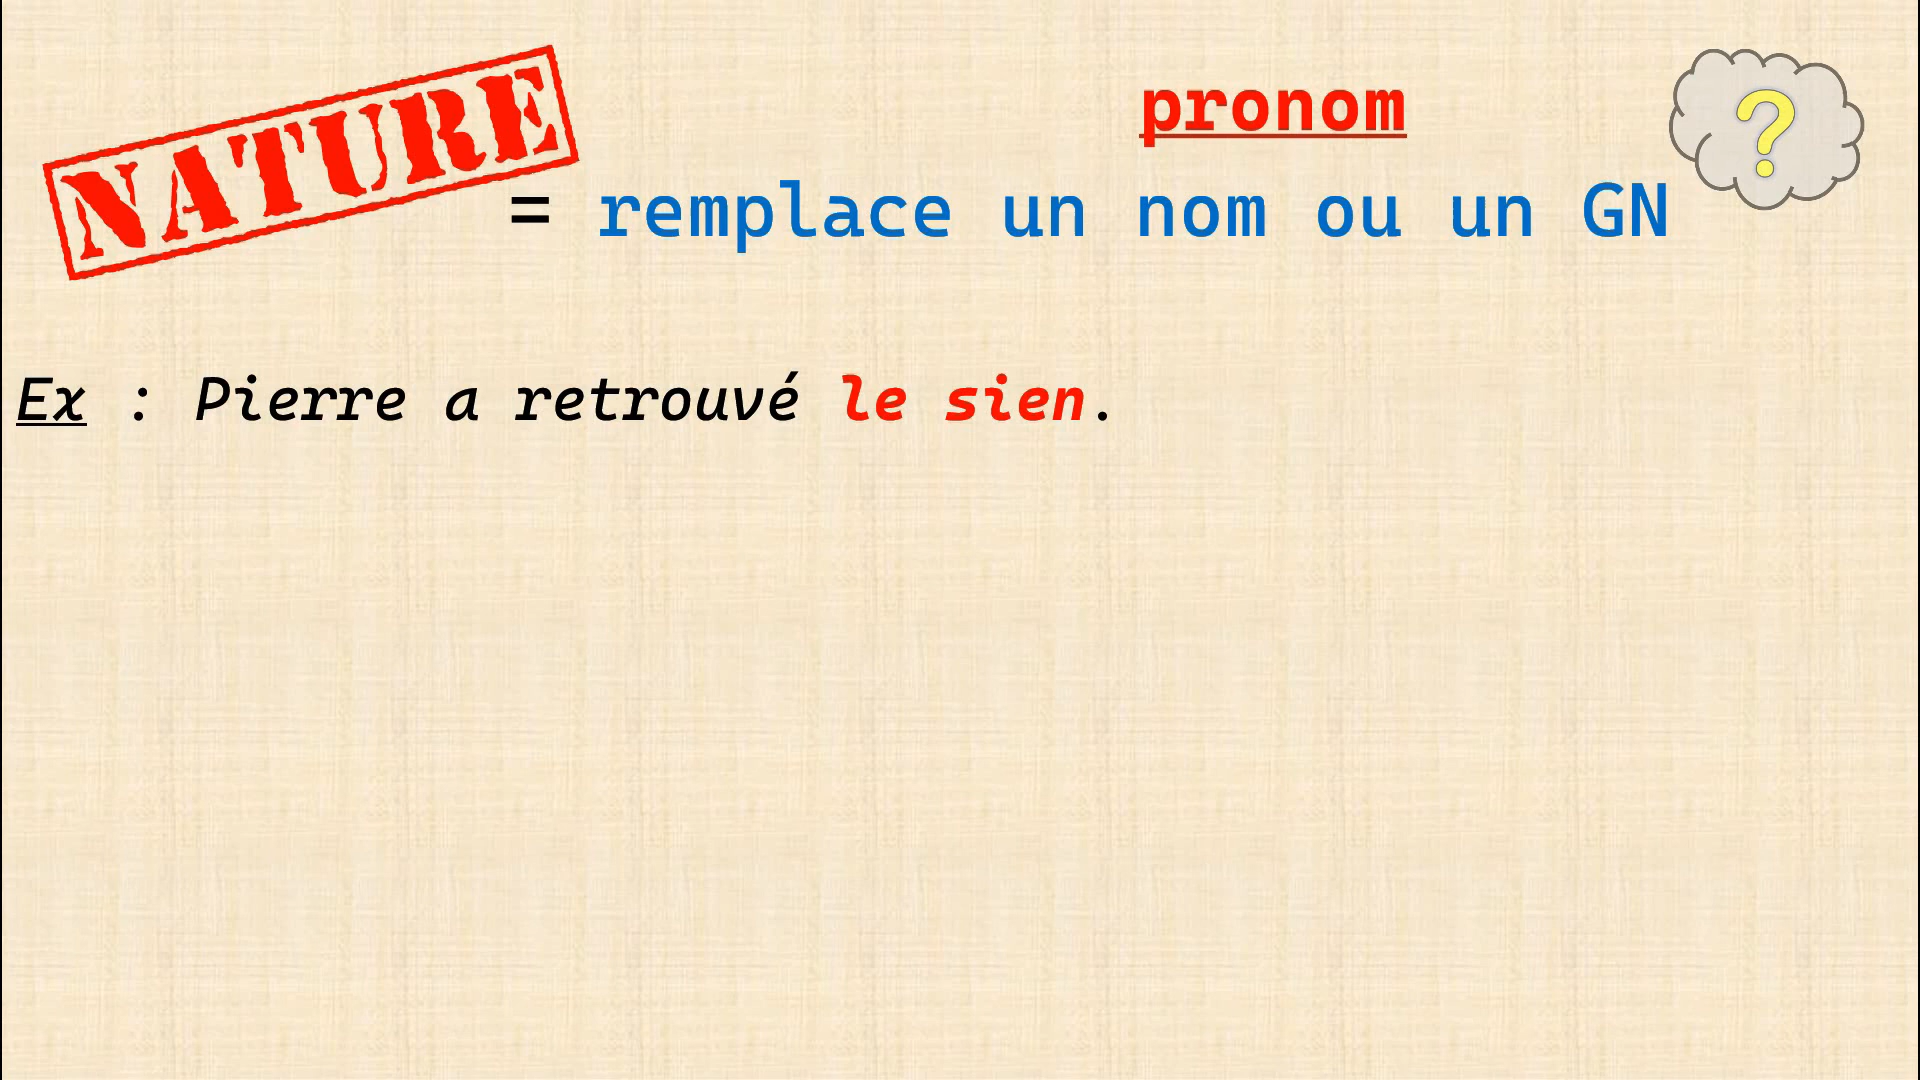 NATURE
pronom
= remplace un nom ou un GN
?
Ex : Pierre a retrouvé le sien.